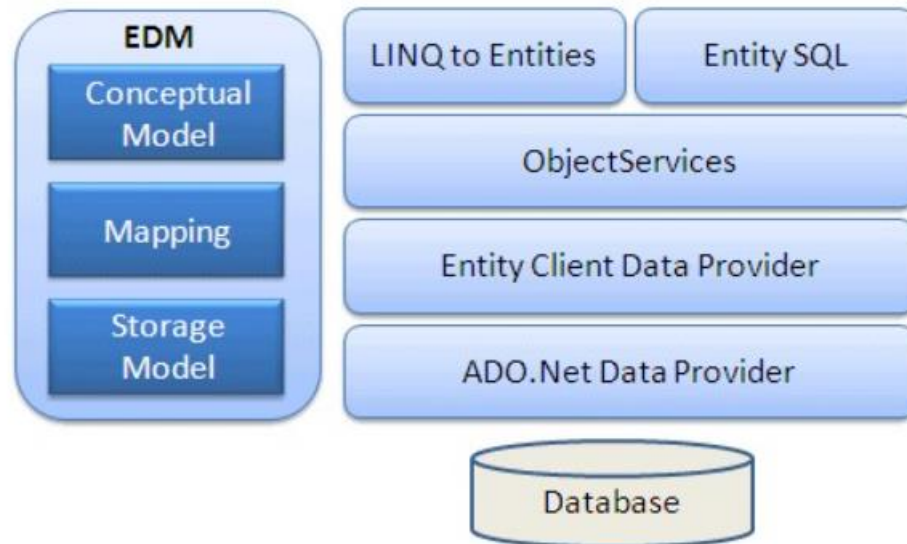 EDM
Conceptual
Model
Mapping
Storage
Model
LINQ to Entities
Entity SQL
ObjectServices
Entity Client Data Provider
ADO.Net Data Provider
Database